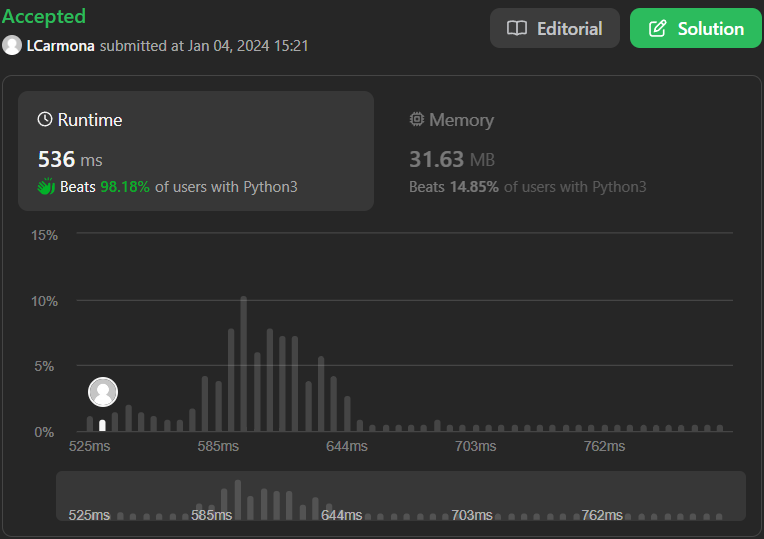 Accepted
LCarmona submitted at Jan 04, 2024 15:21
Editorial
Solution
Runtime
536 ms
Beats 98.18% of users with Python3
Memory
31.63 MB
Beats 14.85% of users with Python3
15%
10%
5%
0%
525ms 585ms 644ms 703ms 762ms
525ms 585ms 644ms 703ms 762ms